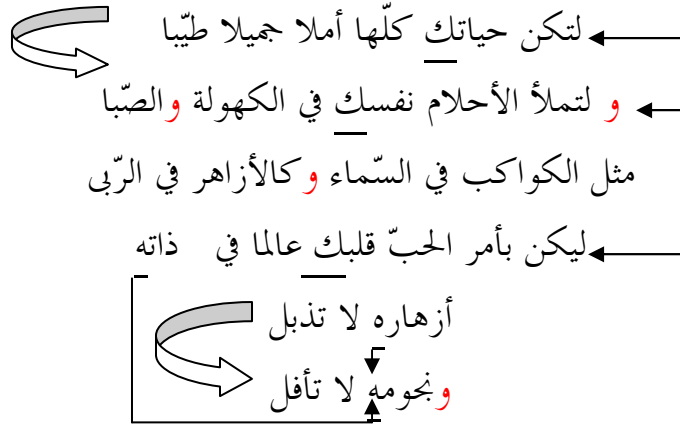 لتكن حياتك كلّها أملا جميلا طيّبا
و لتملأ الأحلام نفسك في الكهولة والصّبا
مثل الكواكب في السّماء وكالأزاهر في الرّبى
ليكن بأمر الحبّ قلبك عالما في ذاته
أزهاره لا تذبل
ونجومه لا تأفل